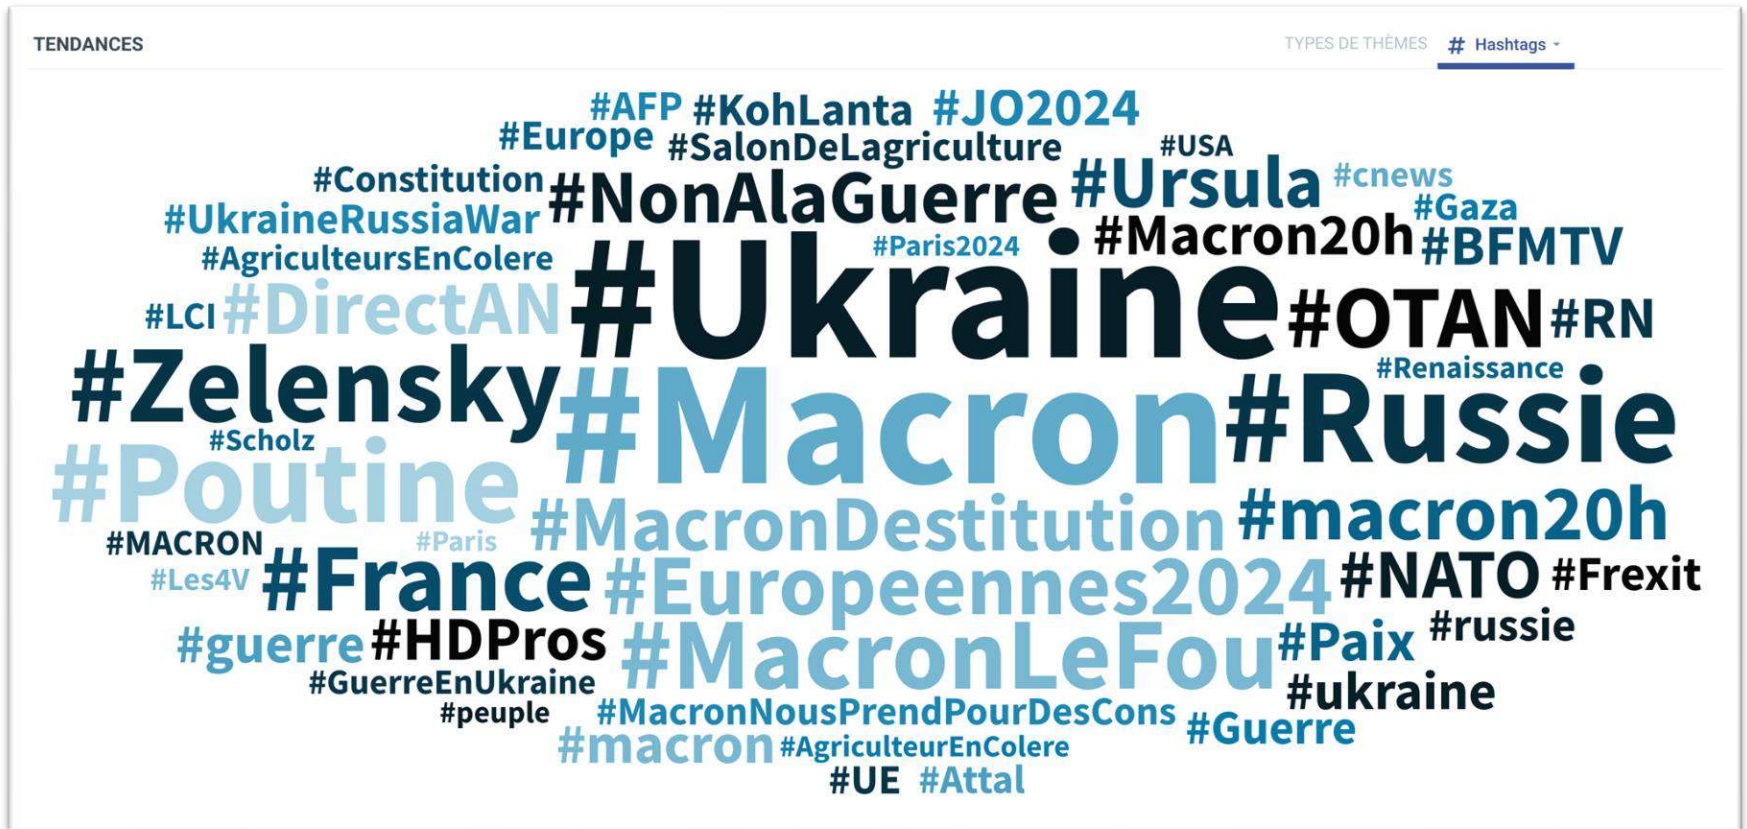 TENDANCES
TYPES DE THÈMES # Hashtags
#AFP #KohLanta #JO2024
#Europe #SalonDeLagriculture #USA
#Constitution #NonAlaGuerre #Ursula #cnews
#UkraineRussiaWar #Gaza
#AgriculteursEnColere #Paris2024 #Macron20h #BFMTV
#LCI #DirectAN #Ukraine #OTAN #RN
#Renaissance
#Zelensky #Macron #Russie
#Scholz
#Poutine
#MacronDestitution #macron20h
#MACRON #Paris
#Les4V #France #Europeennes2024 #NATO #Frexit
#guerre #HDPros #MacronLeFou #Paix #russie
#GuerreEnUkraine #ukraine
#peuple #MacronNousPrendPourDesCons #Guerre
#macron #AgriculteurEnColere
#UE #Attal